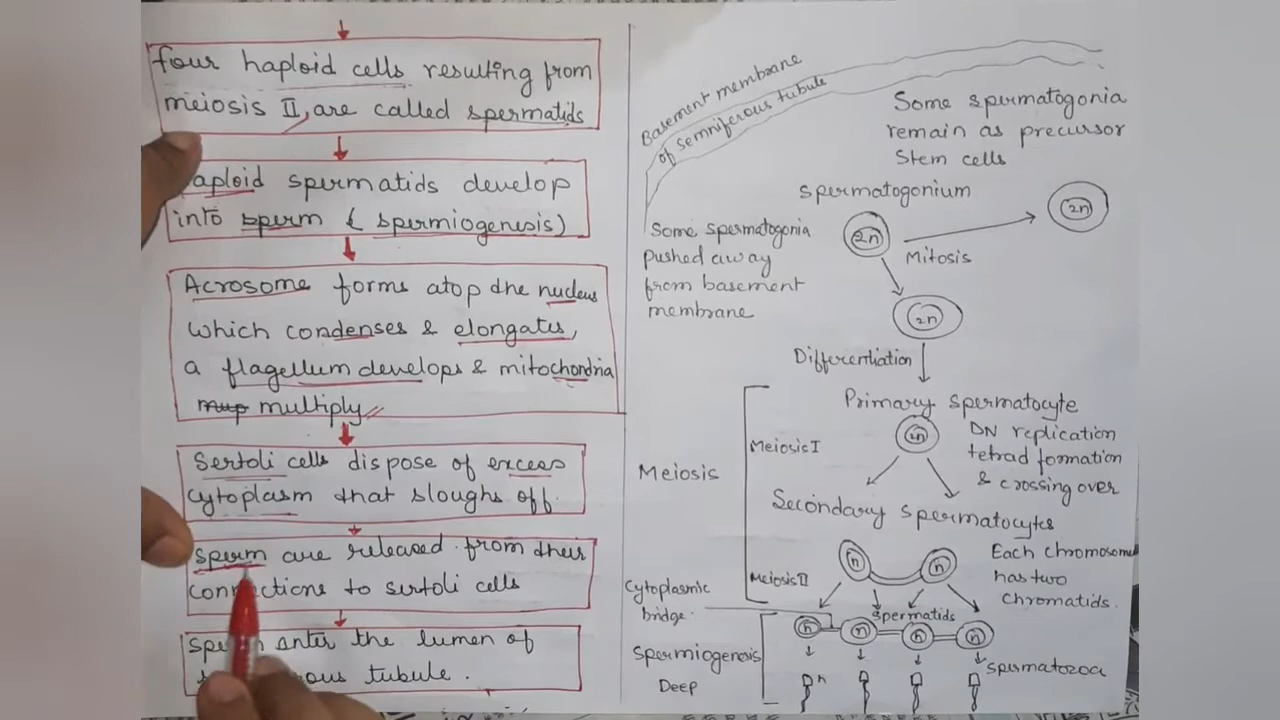 four haploid cells resulting from
meiosis II, are called spermatids
haploid spermatids develop
into sperm ( spermiogenesis)
Acrosome forms atop the nucleus
which condenses & elongates,
a flagellum develops & mitochondria
multiply
Sertoli cells dispose of excess
cytoplasm that sloughs off.
sperm are released from their
connections to sertoli cells
sperm enter the lumen of
tubule.
Basement membrane
of semniferous tubule
Some spermatogonia
remain as precursor
Stem cells
spermatogonium
2n
2n
Mitosis
Some spermatogonia
pushed away
from basement
membrane
2n
Differentiation
Primary spermatocyte
2n
DN replication
tetrad formation
& crossing over
Meiosis I
Meiosis
Secondary spermatocytes
n
n
Each chromosome
has two
chromatids.
Meiosis II
Cytoplasmic
bridge
spermatids
n
n
n
n
Spermiogenesis
Deep
n
spermatozoa